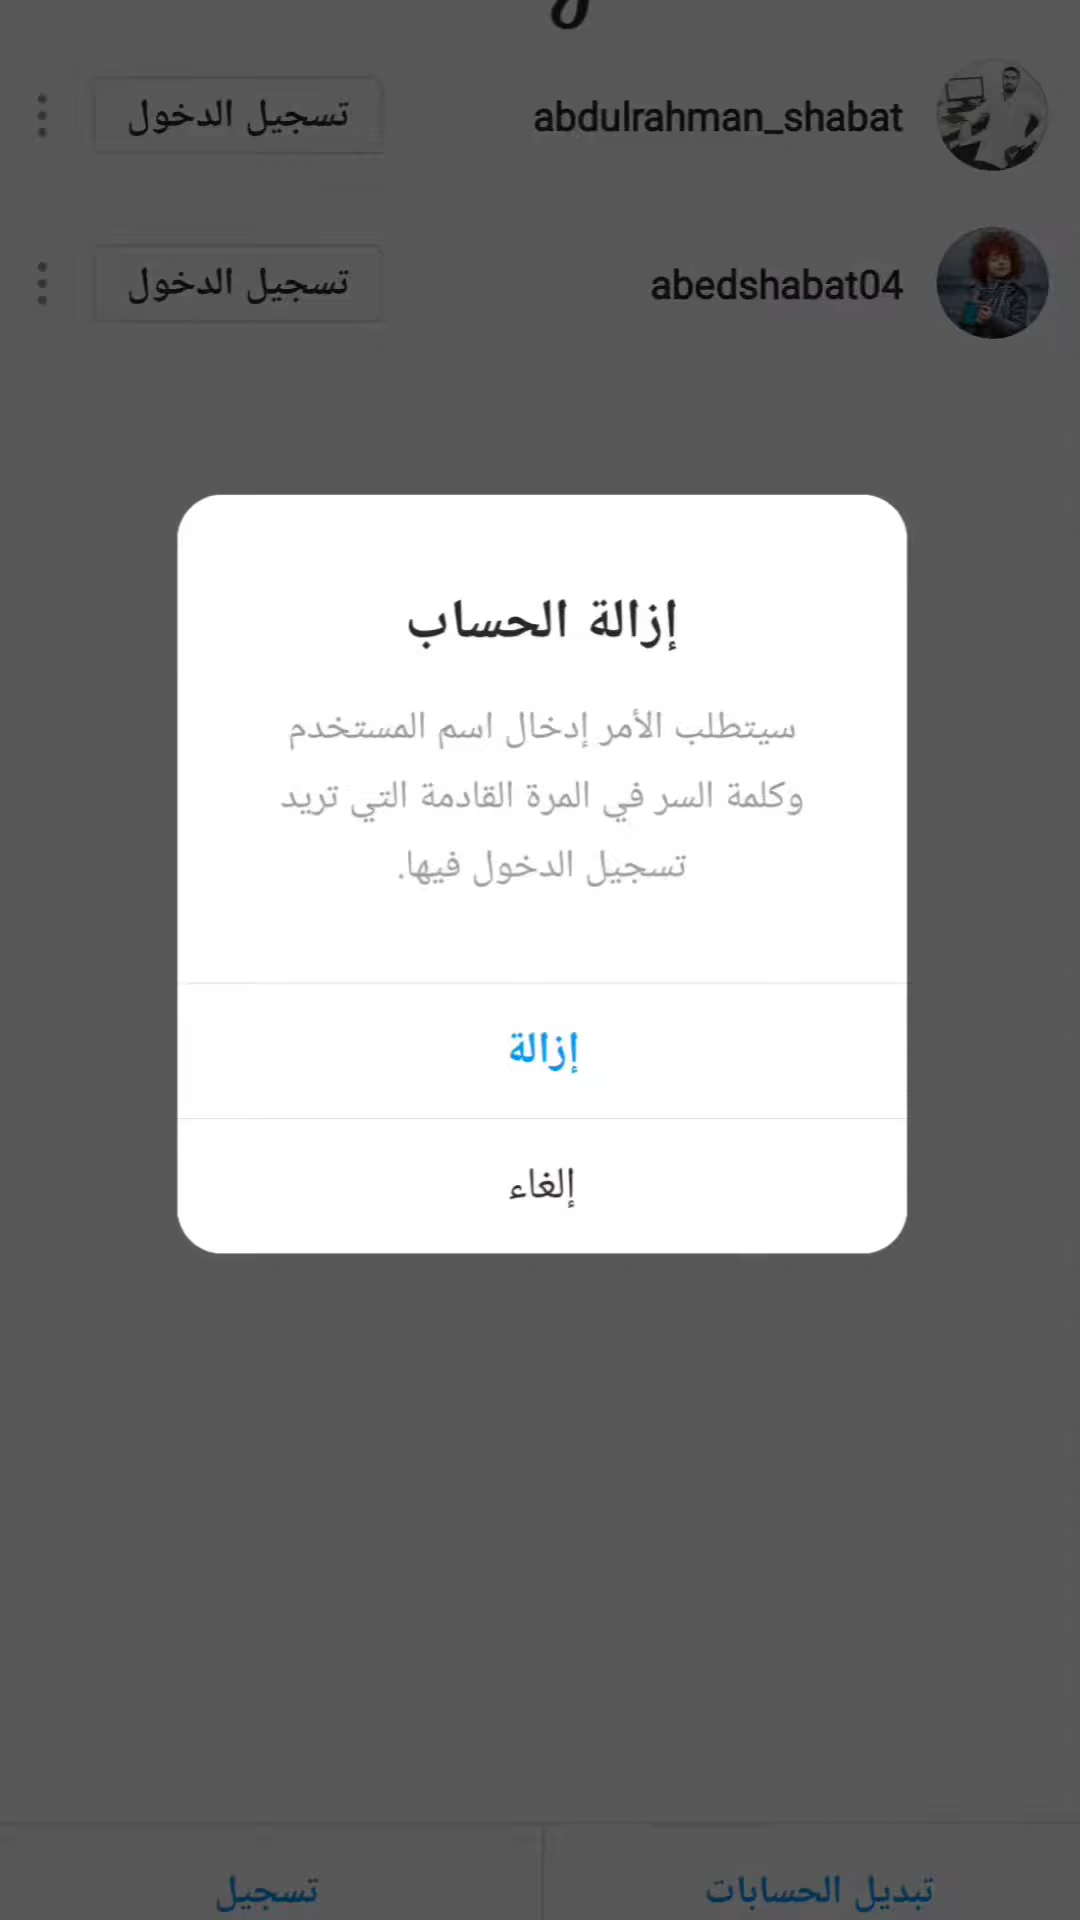 abdulrahman_shabat تسجيل الدخول
abedshabat04 تسجيل الدخول
إزالة الحساب
سيتطلب الأمر إدخال اسم المستخدم
وكلمة السر في المرة القادمة التي تريد
تسجيل الدخول فيها.
إزالة
إلغاء
تبديل الحسابات
تسجيل